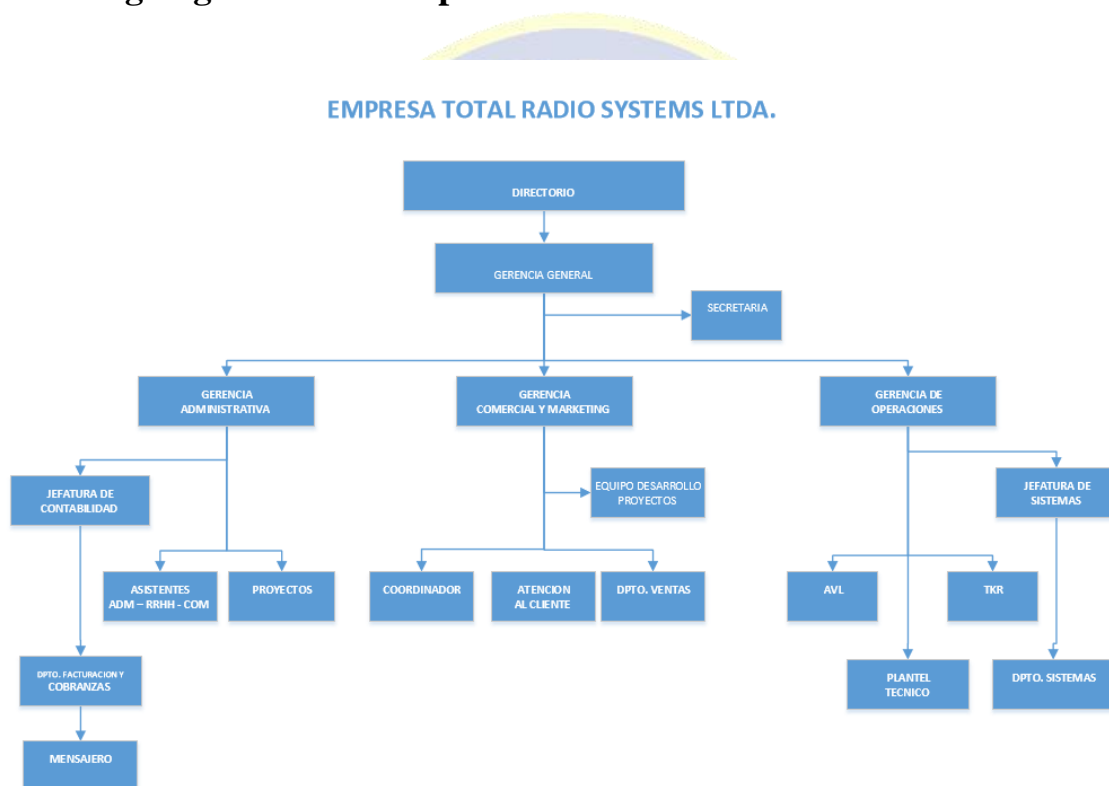 EMPRESA TOTAL RADIO SYSTEMS LTDA.
DIRECTORIO
GERENCIA GENERAL
SECRETARIA
GERENCIA
ADMINISTRATIVA
GERENCIA
COMERCIAL Y MARKETING
GERENCIA DE
OPERACIONES
JEFATURA DE
CONTABILIDAD
EQUIPO DESARROLLO
PROYECTOS
JEFATURA DE
SISTEMAS
ASISTENTES
ADM – RRHH - COM
PROYECTOS
COORDINADOR
ATENCION
AL CLIENTE
DPTO. VENTAS
AVL
TKR
DPTO. FACTURACION Y
COBRANZAS
PLANTEL
TECNICO
DPTO. SISTEMAS
MENSAJERO